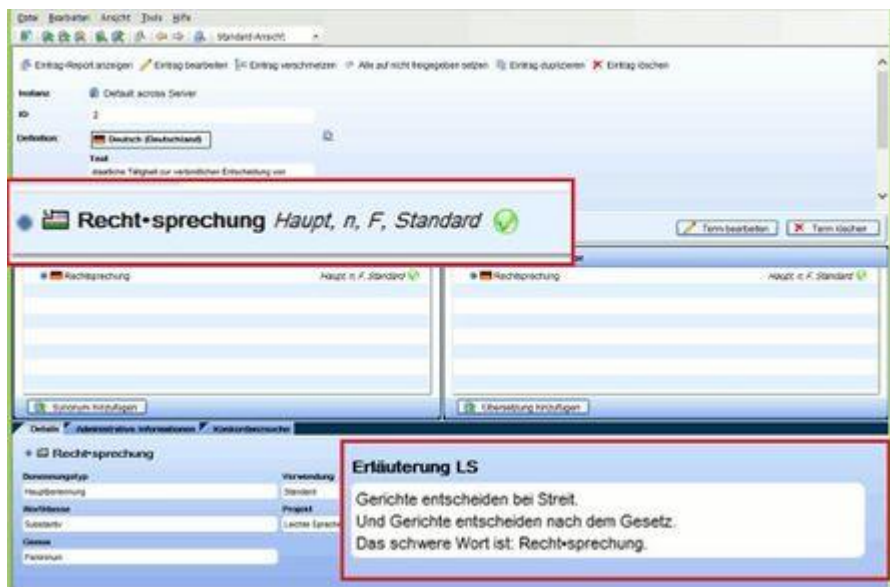 Datei Bearbeiten Ansicht Tools Hilfe
Standard-Ansicht
Eintrag-Report anzeigen Eintrag bearbeiten Eintrag verschmelzen Alle auf nicht freigegeben setzen Eintrag duplizieren Eintrag löschen
Instanz: Default across Server
ID: 2
Definition: Deutsch (Deutschland)
Text
staatliche Tätigkeit zur verbindlichen Entscheidung von
Recht•sprechung Haupt, n, F, Standard
Term bearbeiten Term löschen
Rechtsprechung Haupt, n, F, Standard
Rechtsprechung Haupt, n, F, Standard
Synonym hinzufügen
Übersetzung hinzufügen
Details Administrative Informationen Konkordanzsuche
Recht•sprechung
Benennungstyp
Hauptbenennung
Wortklasse
Substantiv
Genus
Femininum
Verwendung
Standard
Projekt
Leichte Sprache
Erläuterung LS
Gerichte entscheiden bei Streit.
Und Gerichte entscheiden nach dem Gesetz.
Das schwere Wort ist: Recht•sprechung.